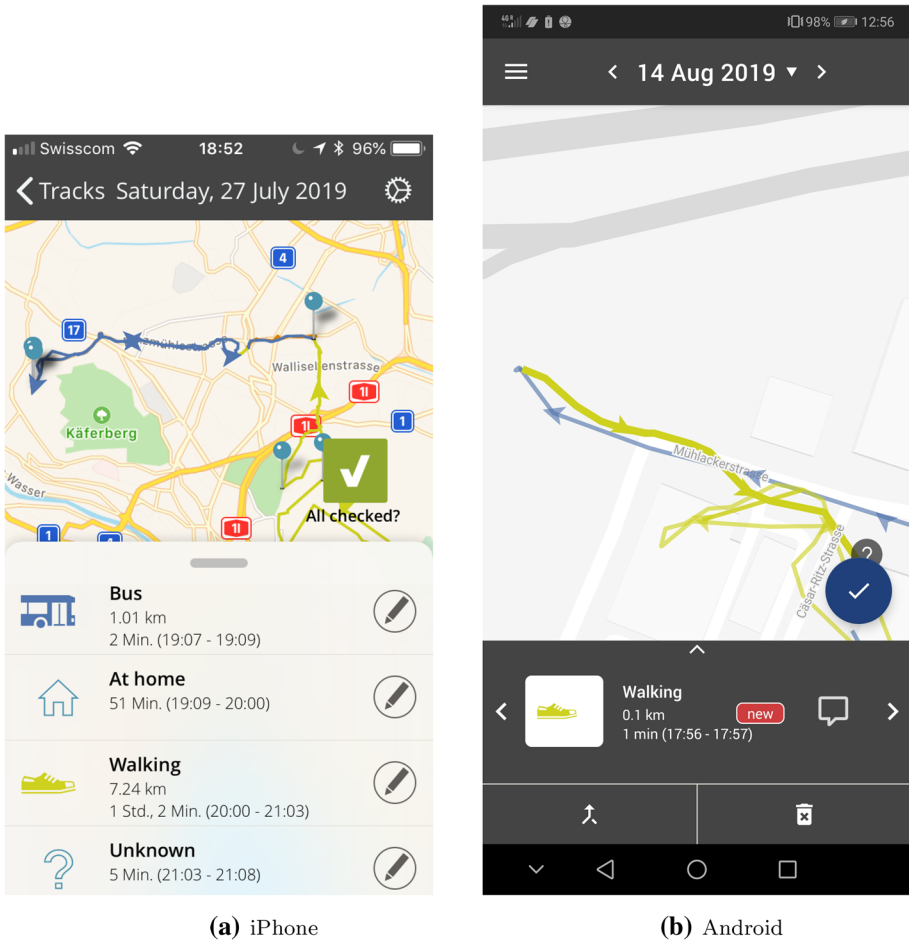 Swisscom 18:52 96%
Tracks Saturday, 27 July 2019
4
17
Wallisellenstrasse
1
Käferberg
Wasser
All checked?
1
4
Bus
1.01 km
2 Min. (19:07 - 19:09)
At home
51 Min. (19:09 - 20:00)
Walking
7.24 km
1 Std., 2 Min. (20:00 - 21:03)
?
Unknown
5 Min. (21:03 - 21:08)
(a) iPhone
4G 98% 12:56
14 Aug 2019
Mühlackerstrasse
Cäsar-Ritz-Strasse
?
Walking
0.1 km
new
1 min (17:56 - 17:57)
(b) Android